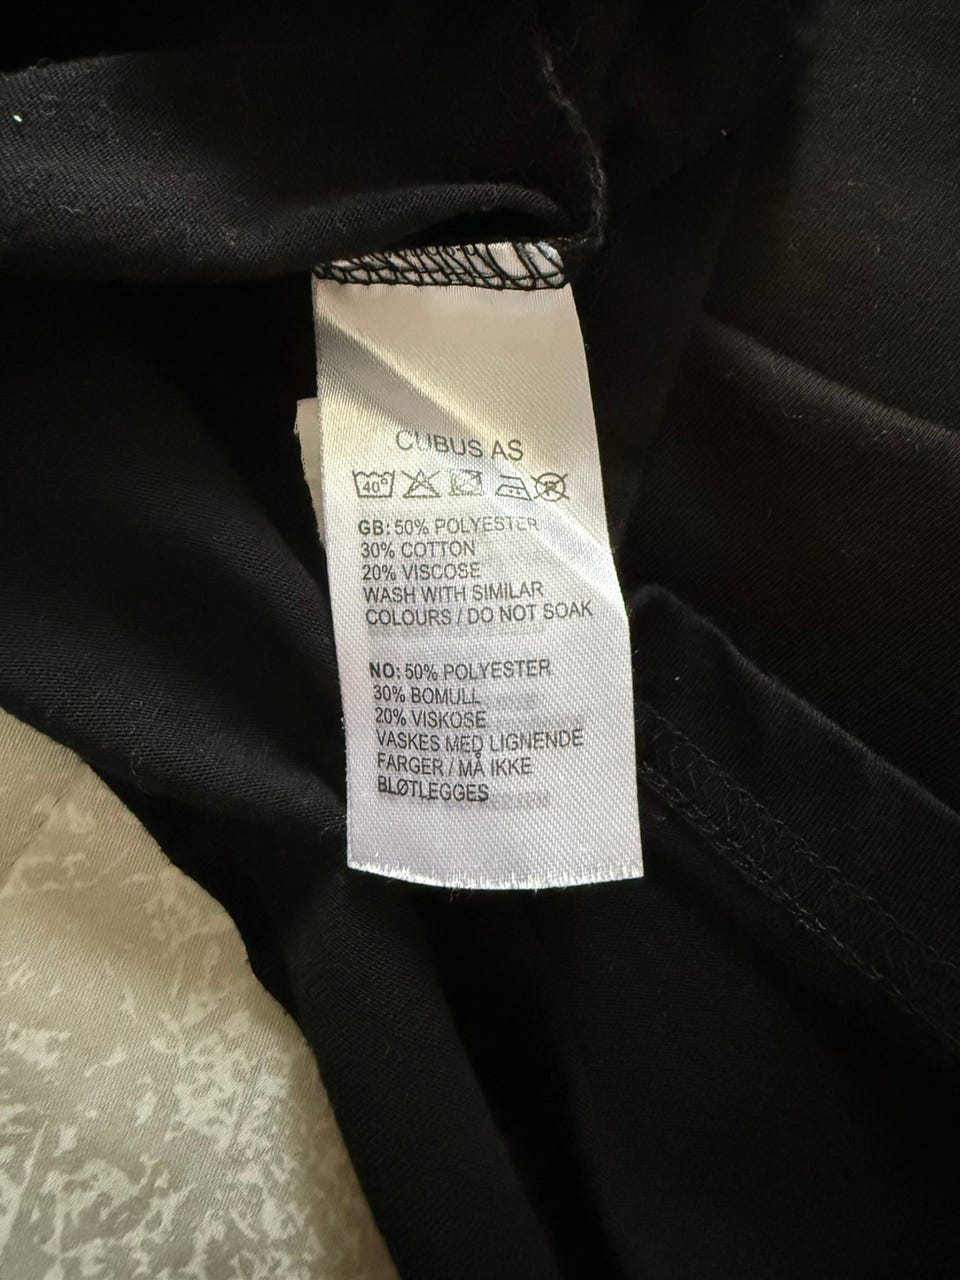 CUBUS AS
40°
GB: 50% POLYESTER
30% COTTON
20% VISCOSE
WASH WITH SIMILAR
COLOURS / DO NOT SOAK
NO: 50% POLYESTER
30% BOMULL
20% VISKOSE
VASKES MED LIGNENDE
FARGER / MÅ IKKE
BLØTLEGGES